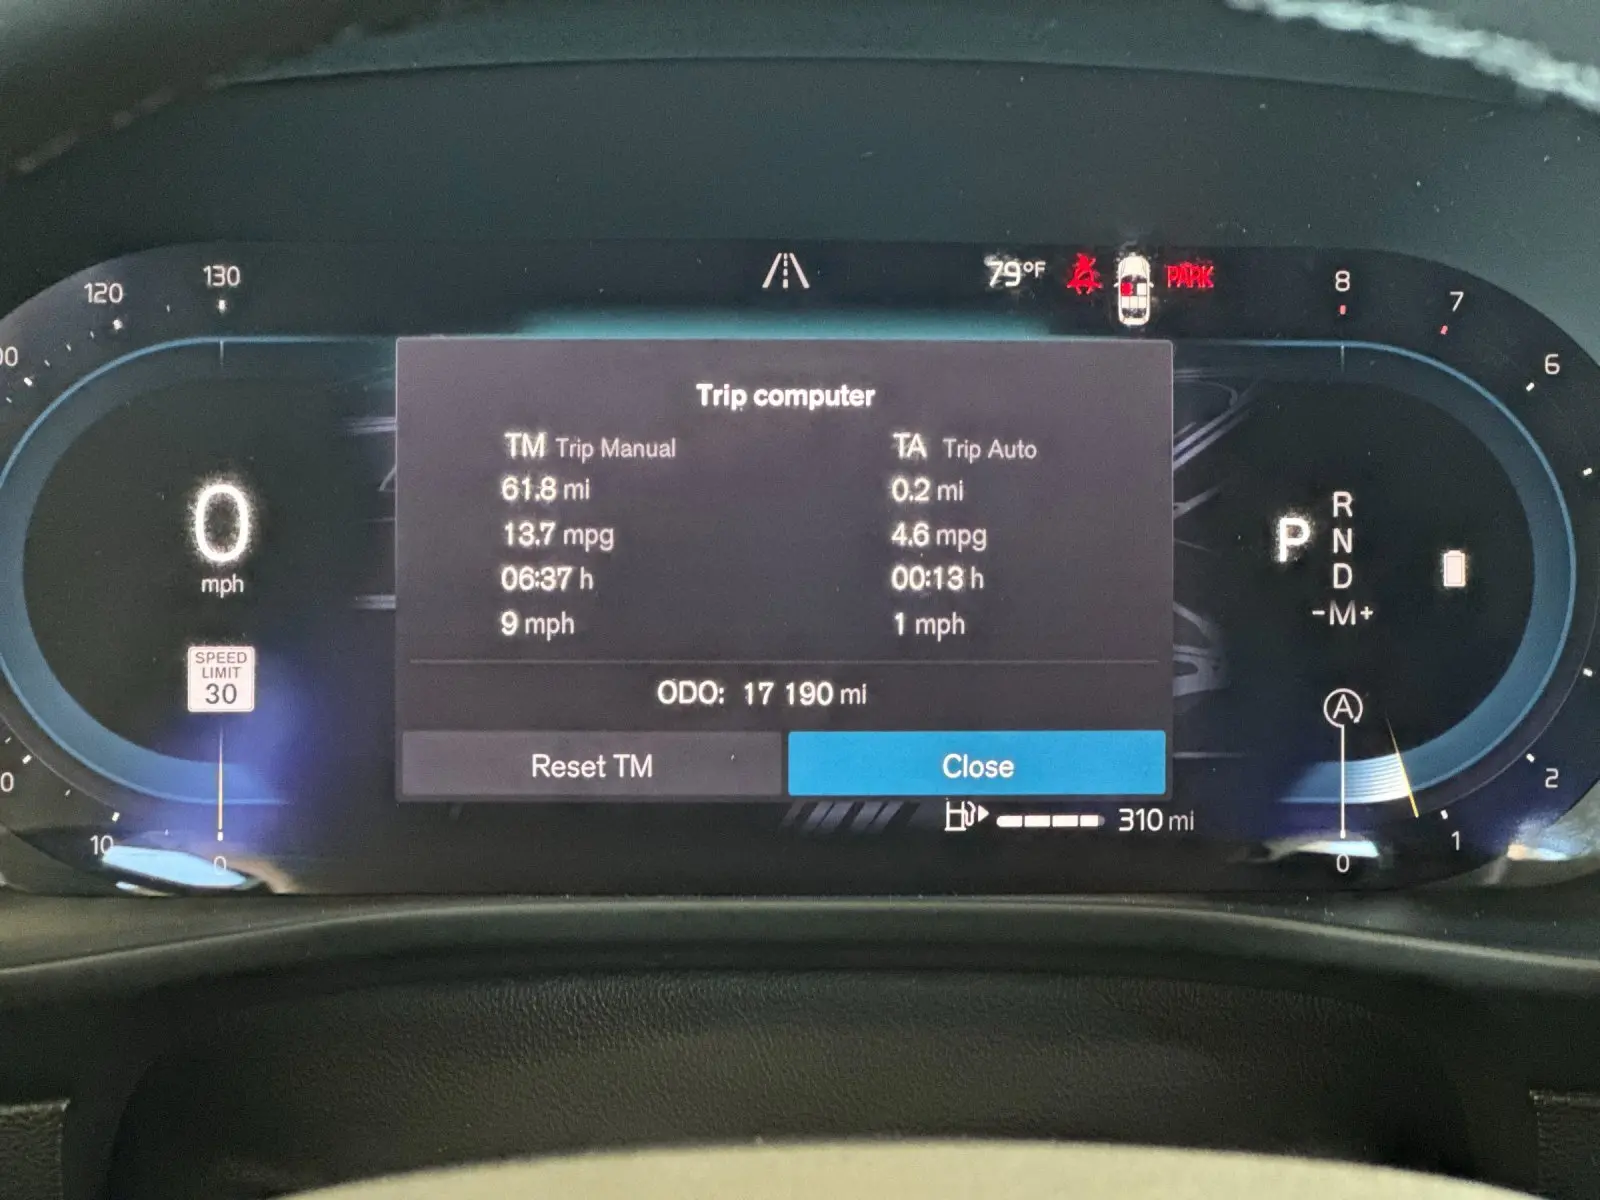 130
120
79°F
PARK
8
7
6
Trip computer
TM Trip Manual
TA Trip Auto
61.8 mi
0.2 mi
13.7 mpg
4.6 mpg
06:37 h
00:13 h
9 mph
1 mph
0
mph
P
R
N
D
-M+
SPEED
LIMIT
30
ODO: 17 190 mi
A
Reset TM
Close
310 mi
2
1
0
10
0